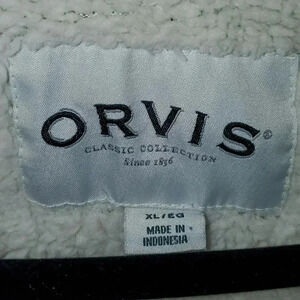 ORVIS®
CLASSIC COLLECTION
Since 1856
XL/EG
MADE IN
INDONESIA